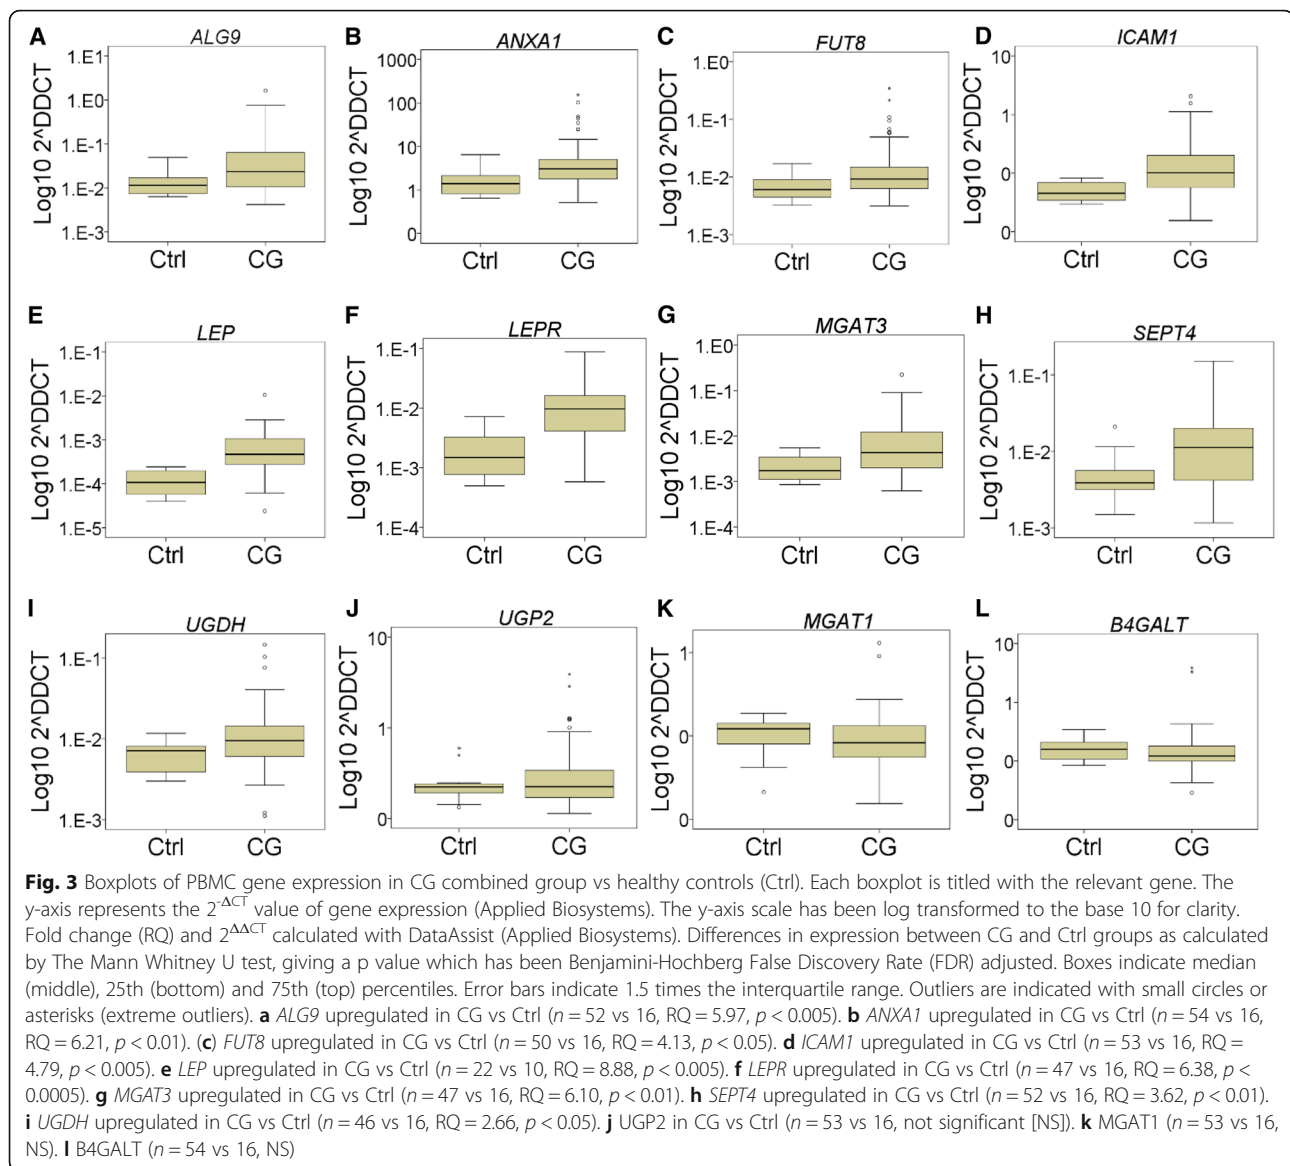 A
ALG9
Log10 2^DDCT
1.E1
1.E0
1.E-1
1.E-2
1.E-3
Ctrl CG
B
ANXA1
Log10 2^DDCT
1000
100
10
1
0
Ctrl CG
C
FUT8
Log10 2^DDCT
1.E0
1.E-1
1.E-2
1.E-3
Ctrl CG
D
ICAM1
Log10 2^DDCT
10
1
0
0
Ctrl CG
E
LEP
Log10 2^DDCT
1.E-1
1.E-2
1.E-3
1.E-4
1.E-5
Ctrl CG
F
LEPR
Log10 2^DDCT
1.E-1
1.E-2
1.E-3
1.E-4
Ctrl CG
G
MGAT3
Log10 2^DDCT
1.E0
1.E-1
1.E-2
1.E-3
1.E-4
Ctrl CG
H
SEPT4
Log10 2^DDCT
1.E-1
1.E-2
1.E-3
Ctrl CG
I
UGDH
Log10 2^DDCT
1.E-1
1.E-2
1.E-3
Ctrl CG
J
UGP2
Log10 2^DDCT
10
1
0
Ctrl CG
K
MGAT1
Log10 2^DDCT
1
0
0
Ctrl CG
L
B4GALT
Log10 2^DDCT
10
1
0
0
Ctrl CG
Fig. 3 Boxplots of PBMC gene expression in CG combined group vs healthy controls (Ctrl). Each boxplot is titled with the relevant gene. The
y-axis represents the 2^-ΔCT value of gene expression (Applied Biosystems). The y-axis scale has been log transformed to the base 10 for clarity.
Fold change (RQ) and 2^ΔΔCT calculated with DataAssist (Applied Biosystems). Differences in expression between CG and Ctrl groups as calculated
by The Mann Whitney U test, giving a p value which has been Benjamini-Hochberg False Discovery Rate (FDR) adjusted. Boxes indicate median
(middle), 25th (bottom) and 75th (top) percentiles. Error bars indicate 1.5 times the interquartile range. Outliers are indicated with small circles or
asterisks (extreme outliers). a ALG9 upregulated in CG vs Ctrl (n = 52 vs 16, RQ = 5.97, p < 0.005). b ANXA1 upregulated in CG vs Ctrl (n = 54 vs 16,
RQ = 6.21, p < 0.01). (c) FUT8 upregulated in CG vs Ctrl (n = 50 vs 16, RQ = 4.13, p < 0.05). d ICAM1 upregulated in CG vs Ctrl (n = 53 vs 16, RQ =
4.79, p < 0.005). e LEP upregulated in CG vs Ctrl (n = 22 vs 10, RQ = 8.88, p < 0.005). f LEPR upregulated in CG vs Ctrl (n = 47 vs 16, RQ = 6.38, p <
0.0005). g MGAT3 upregulated in CG vs Ctrl (n = 47 vs 16, RQ = 6.10, p < 0.01). h SEPT4 upregulated in CG vs Ctrl (n = 52 vs 16, RQ = 3.62, p < 0.01).
i UGDH upregulated in CG vs Ctrl (n = 46 vs 16, RQ = 2.66, p < 0.05). j UGP2 in CG vs Ctrl (n = 53 vs 16, not significant [NS]). k MGAT1 (n = 53 vs 16,
NS). l B4GALT (n = 54 vs 16, NS)